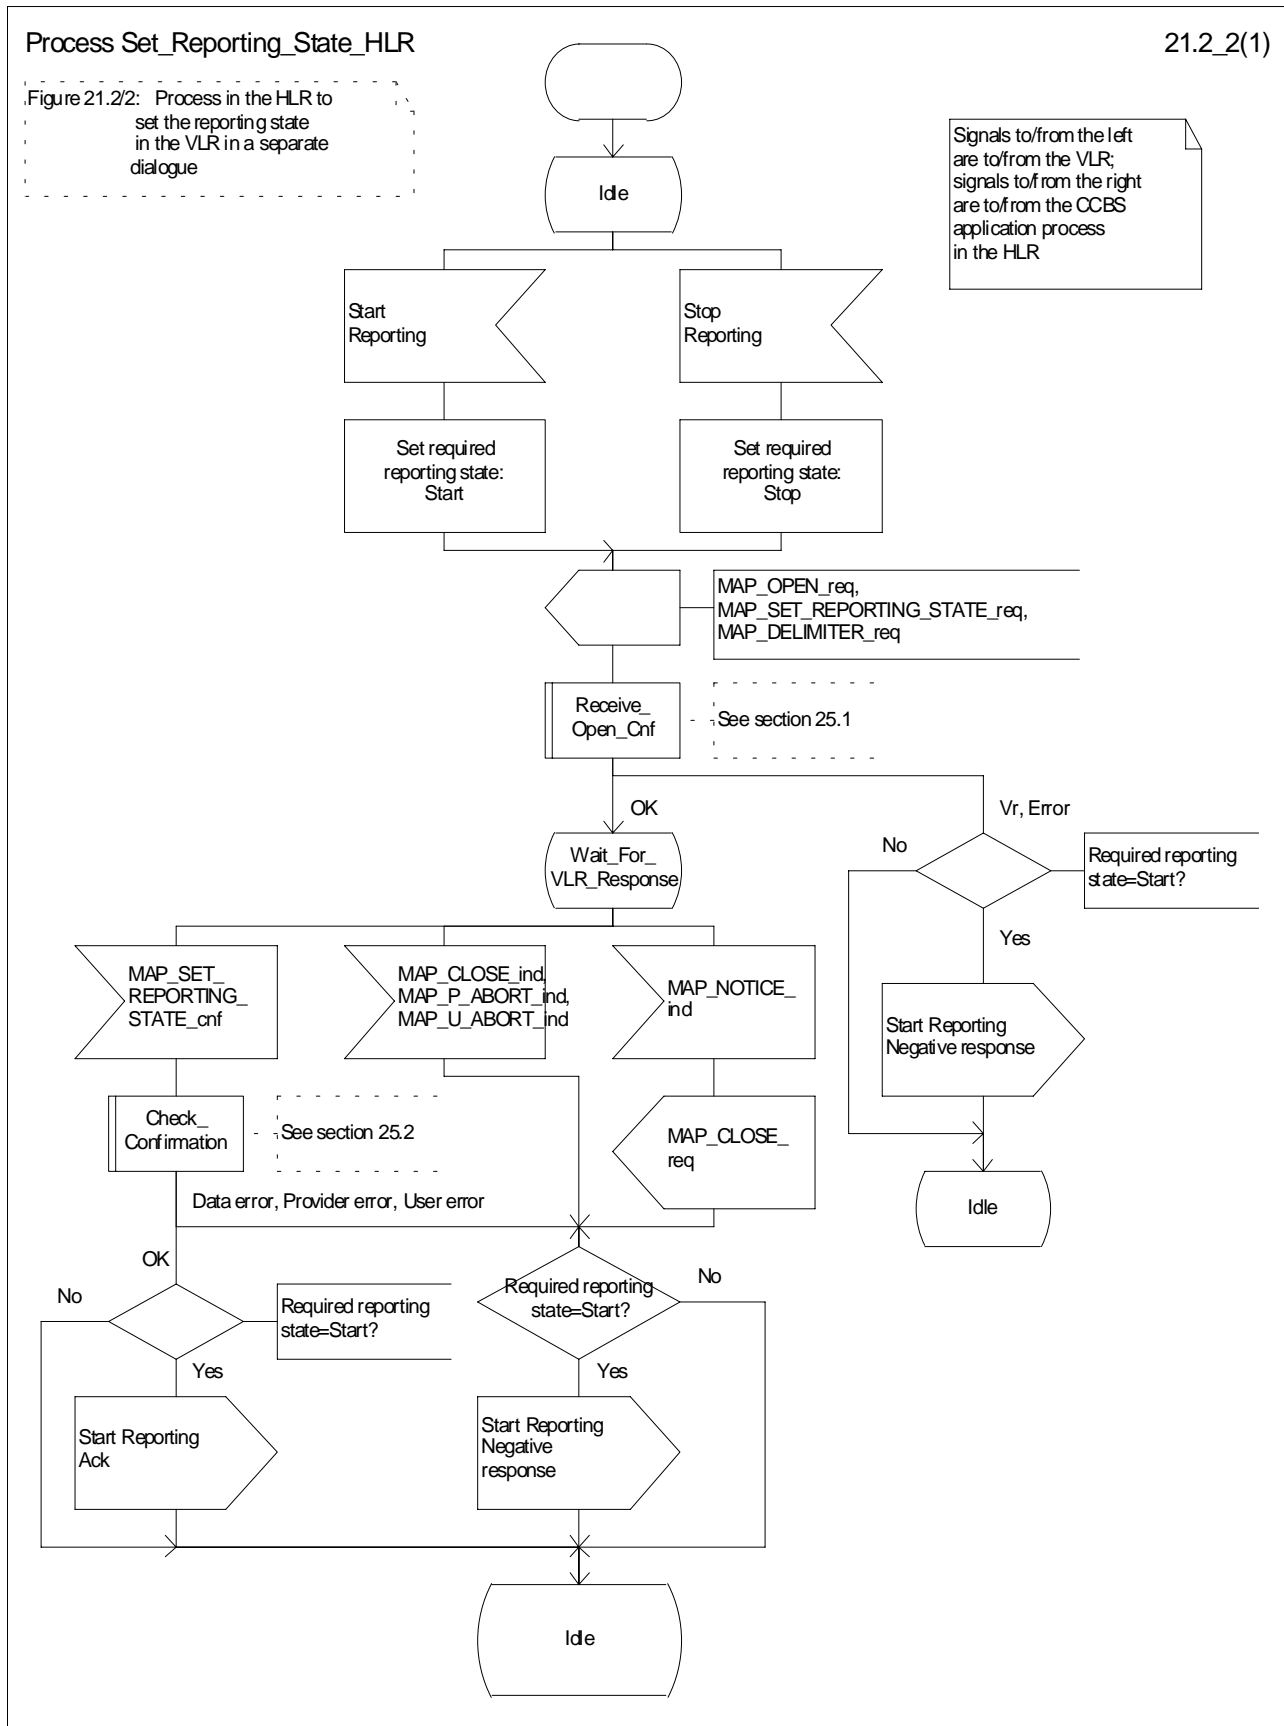 Process Set_Reporting_State_HLR
21.2_2(1)
Figure 21.2/2: Process in the HLR to
set the reporting state
in the VLR in a separate
dialogue
Signals to/from the left
are to/from the VLR;
signals to/from the right
are to/from the CCBS
application process
in the HLR
Idle
Start
Reporting
Stop
Reporting
Set required
reporting state:
Start
Set required
reporting state:
Stop
MAP_OPEN_req,
MAP_SET_REPORTING_STATE_req,
MAP_DELIMITER_req
Receive_
Open_Cnf
See section 25.1
OK
Vr, Error
Wait_For_
VLR_Response
No
Required reporting
state=Start?
Yes
MAP_SET_
REPORTING_
STATE_cnf
MAP_CLOSE_ind,
MAP_P_ABORT_ind,
MAP_U_ABORT_ind
MAP_NOTICE_
ind
Start Reporting
Negative response
Check_
Confirmation
See section 25.2
MAP_CLOSE_
req
Idle
Data error, Provider error, User error
OK
No
Required reporting
state=Start?
Yes
Required reporting
state=Start?
No
Yes
Start Reporting
Ack
Start Reporting
Negative
response
Idle